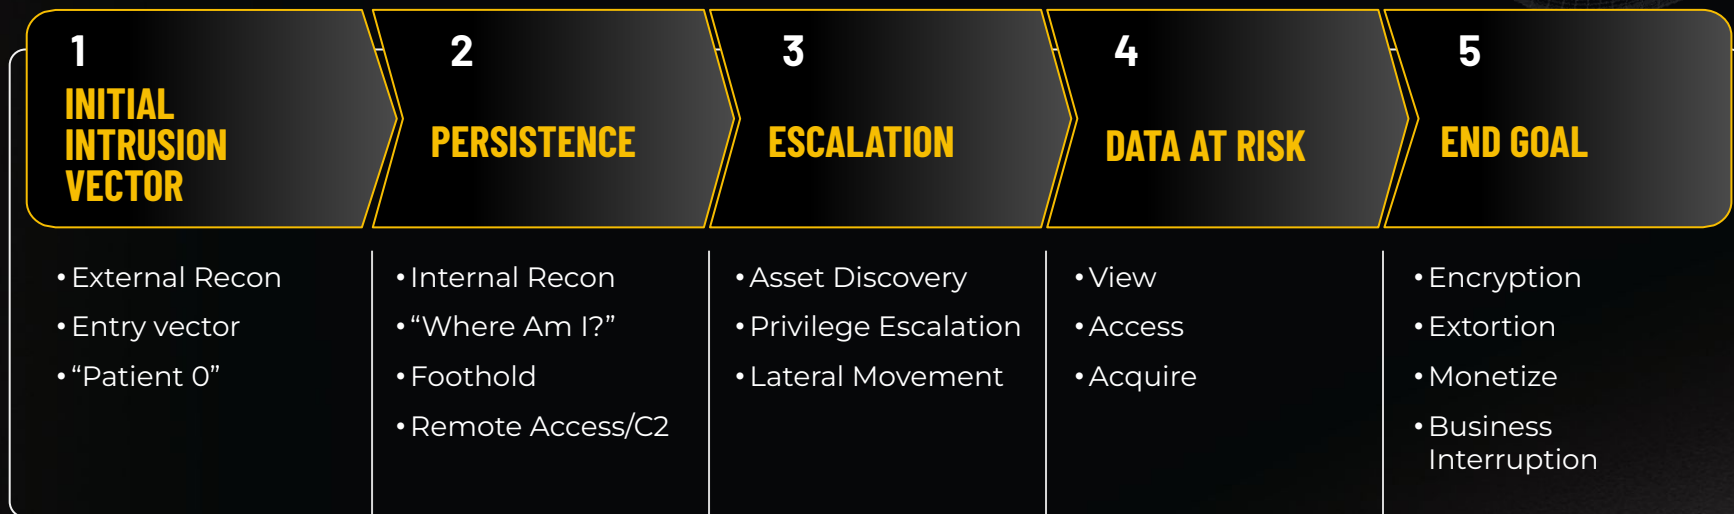 1
INITIAL
INTRUSION
VECTOR
• External Recon
• Entry vector
• “Patient 0”
2
PERSISTENCE
• Internal Recon
• “Where Am I?”
• Foothold
• Remote Access/C2
3
ESCALATION
• Asset Discovery
• Privilege Escalation
• Lateral Movement
4
DATA AT RISK
• View
• Access
• Acquire
5
END GOAL
• Encryption
• Extortion
• Monetize
• Business
Interruption